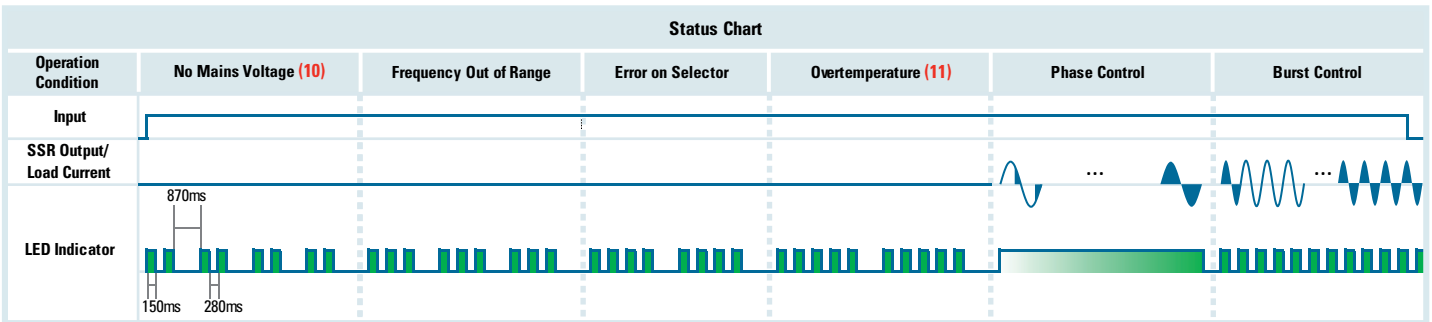 Status Chart
Operation
Condition
No Mains Voltage (10)
Frequency Out of Range
Error on Selector
Overtemperature (11)
Phase Control
Burst Control
Input
SSR Output/
Load Current
...
...
870ms
LED Indicator
150ms
280ms